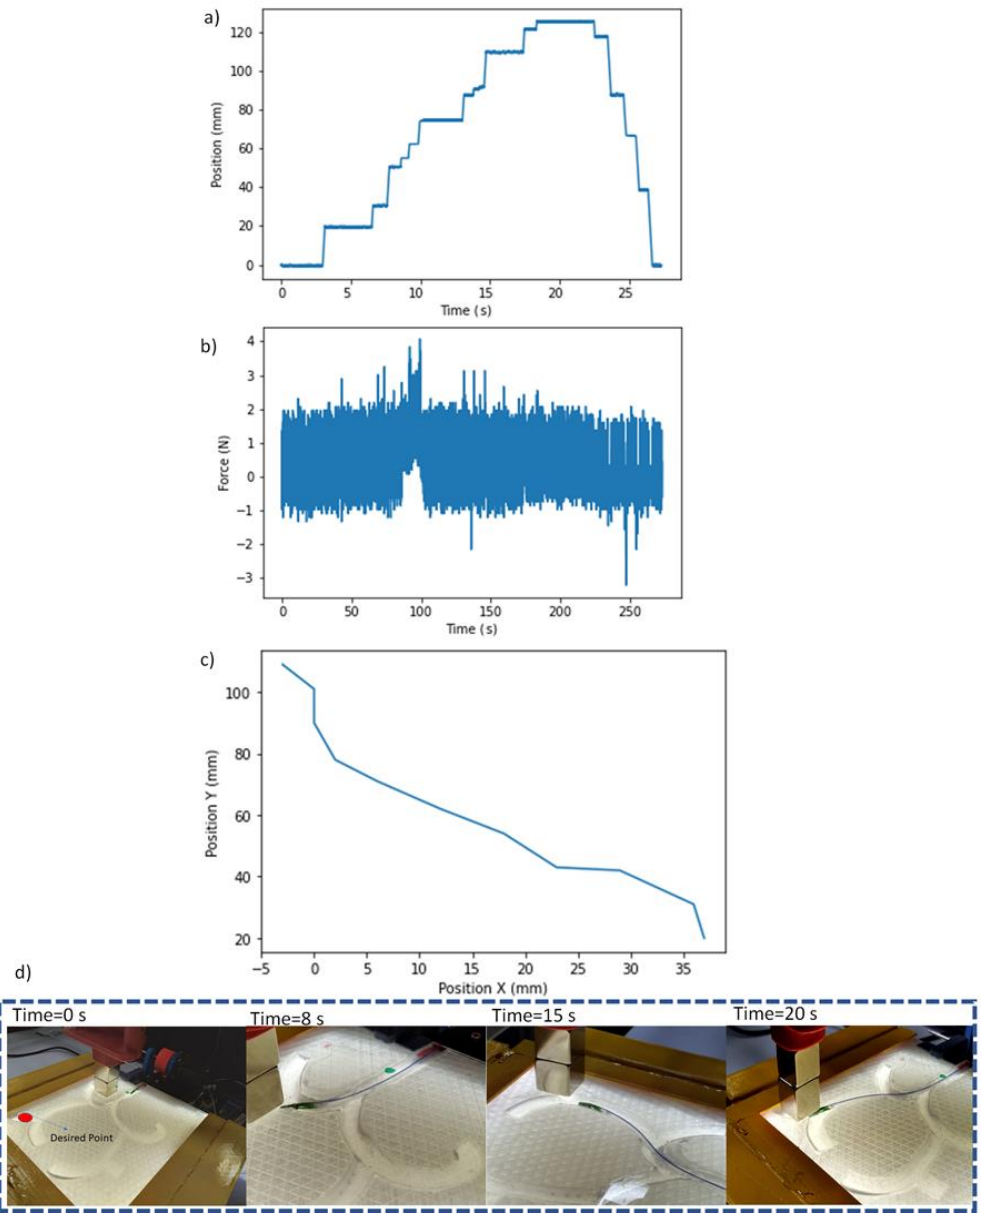 a)
120
100
80
60
40
20
0
Position (mm)
0 5 10 15 20 25
Time (s)
b)
4
3
2
1
0
−1
−2
−3
Force (N)
0 50 100 150 200 250
Time (s)
c)
100
80
60
40
20
Position Y (mm)
−5 0 5 10 15 20 25 30 35
Position X (mm)
d)
Time=0 s Time=8 s Time=15 s Time=20 s
Desired Point